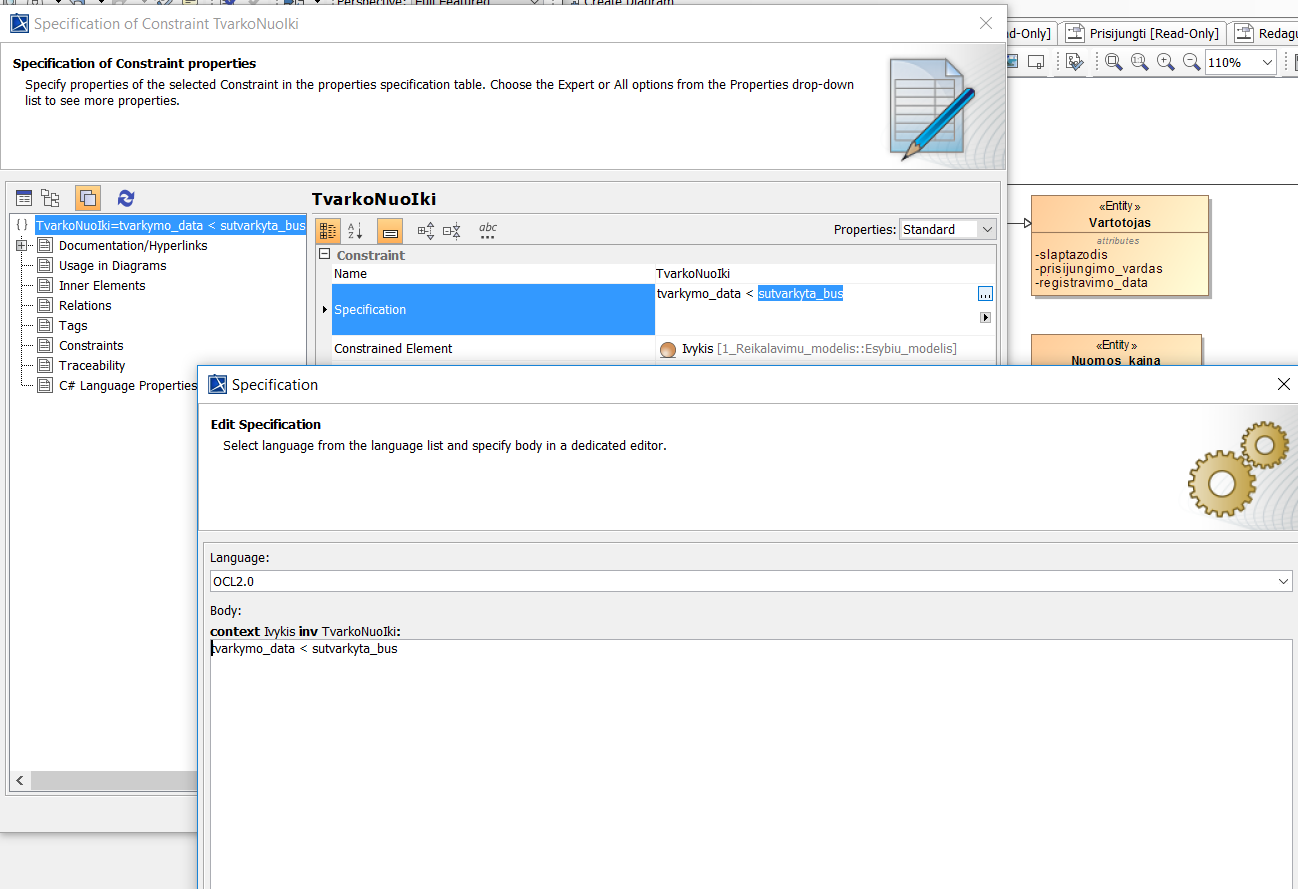 Perspective: Full Featured
Create Diagram
Specification of Constraint TvarkoNuoIki
Specification of Constraint properties
Specify properties of the selected Constraint in the properties specification table. Choose the Expert or All options from the Properties drop-down
list to see more properties.
d-Only]
Prisijungti [Read-Only]
Redagu
110%
TvarkoNuoIki
{ } TvarkoNuoIki=tvarkymo_data < sutvarkyta_bus
Documentation/Hyperlinks
Usage in Diagrams
Inner Elements
Relations
Tags
Constraints
Traceability
C# Language Properties
abc
Properties: Standard
Constraint
Name TvarkoNuoIki
Specification tvarkymo_data < sutvarkyta_bus
Constrained Element Ivykis [1_Reikalavimu_modelis::Esybiu_modelis]
«Entity»
Vartotojas
attributes
-slaptazodis
-prisijungimo_vardas
-registravimo_data
«Entity»
Nuomos_kaina
Specification
Edit Specification
Select language from the language list and specify body in a dedicated editor.
Language:
OCL2.0
Body:
context Ivykis inv TvarkoNuoIki:
tvarkymo_data < sutvarkyta_bus